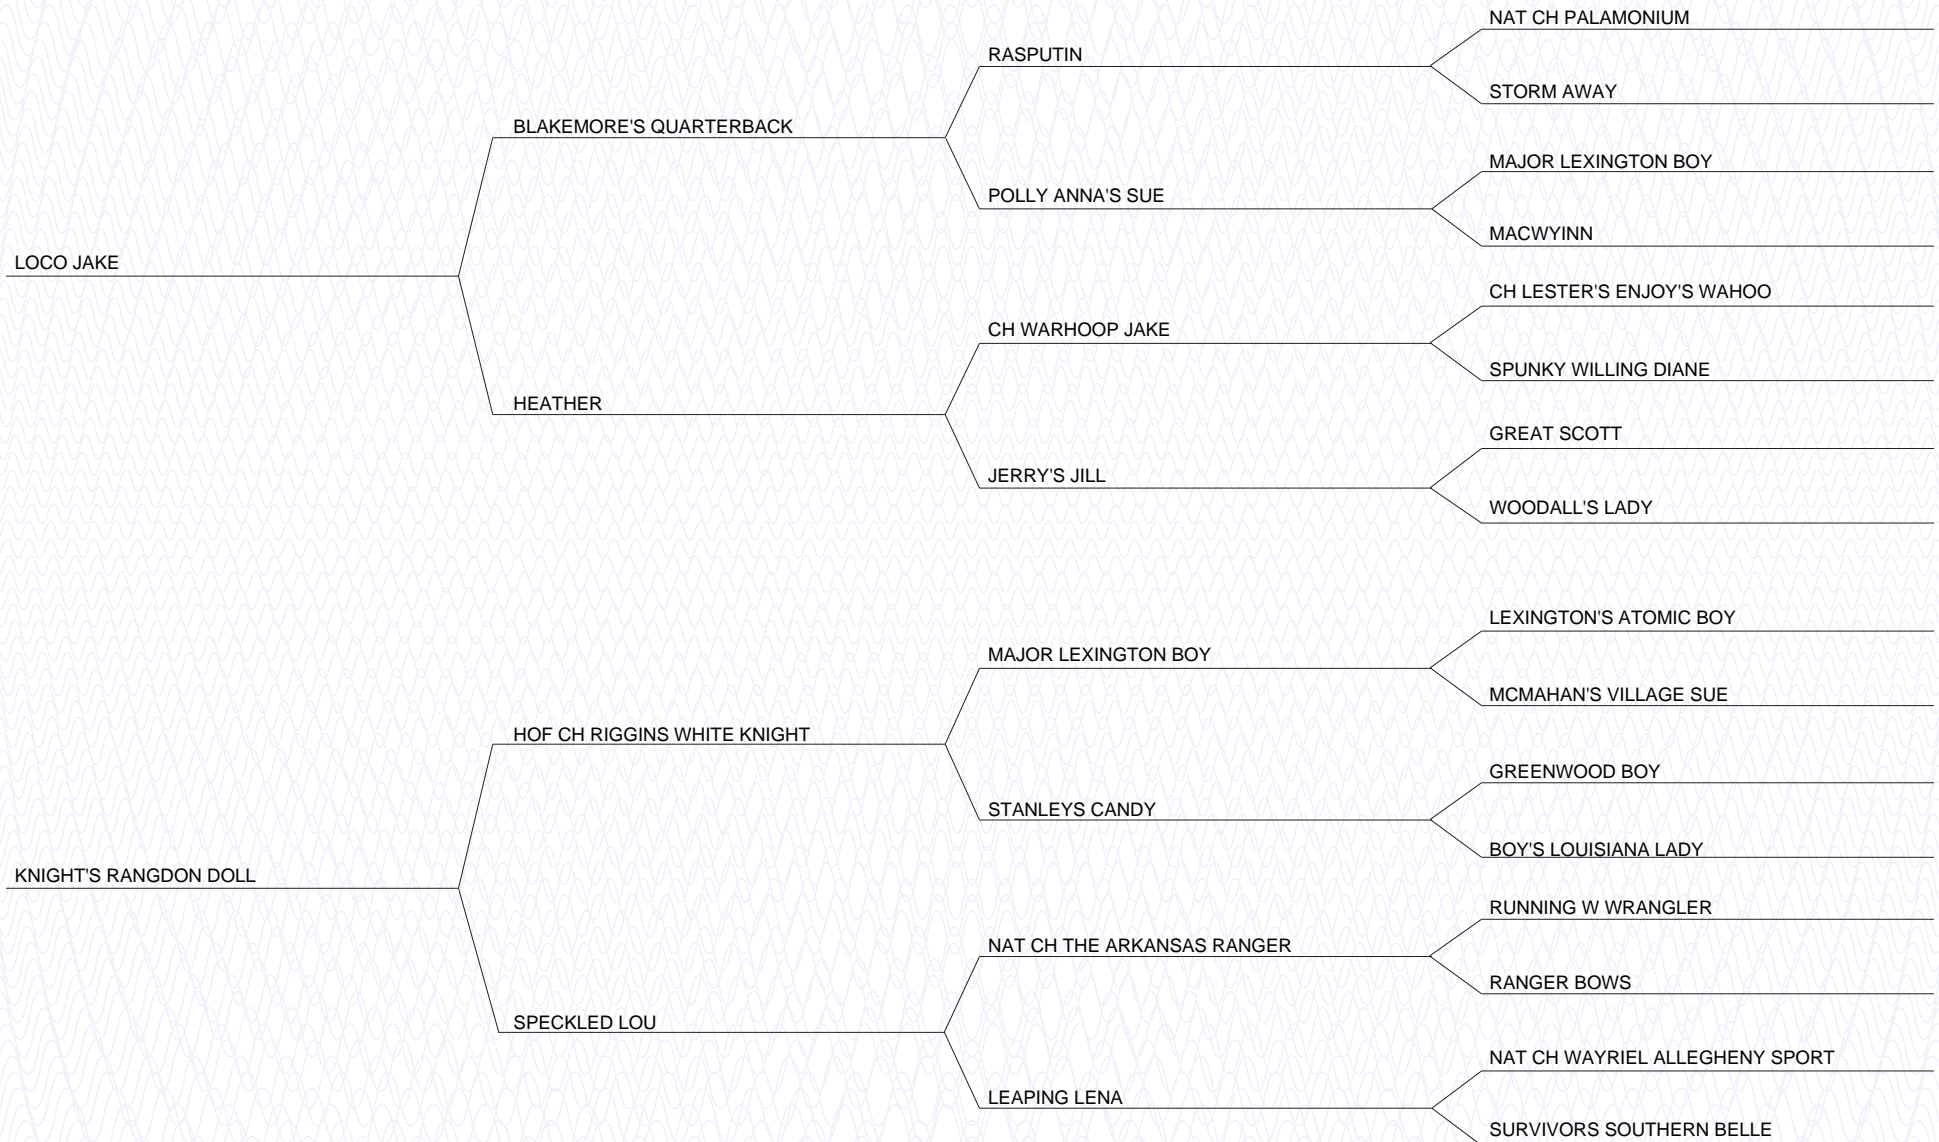 NAT CH PALAMONIUM
RASPUTIN
STORM AWAY
BLAKEMORE'S QUARTERBACK
MAJOR LEXINGTON BOY
POLLY ANNA'S SUE
MACWYINN
LOCO JAKE
CH LESTER'S ENJOY'S WAHOO
CH WARHOOP JAKE
SPUNKY WILLING DIANE
HEATHER
GREAT SCOTT
JERRY'S JILL
WOODALL'S LADY
LEXINGTON'S ATOMIC BOY
MAJOR LEXINGTON BOY
MCMAHAN'S VILLAGE SUE
HOF CH RIGGINS WHITE KNIGHT
GREENWOOD BOY
STANLEYS CANDY
BOY'S LOUISIANA LADY
KNIGHT'S RANGDON DOLL
RUNNING W WRANGLER
NAT CH THE ARKANSAS RANGER
RANGER BOWS
SPECKLED LOU
NAT CH WAYRIEL ALLEGHENY SPORT
LEAPING LENA
SURVIVORS SOUTHERN BELLE